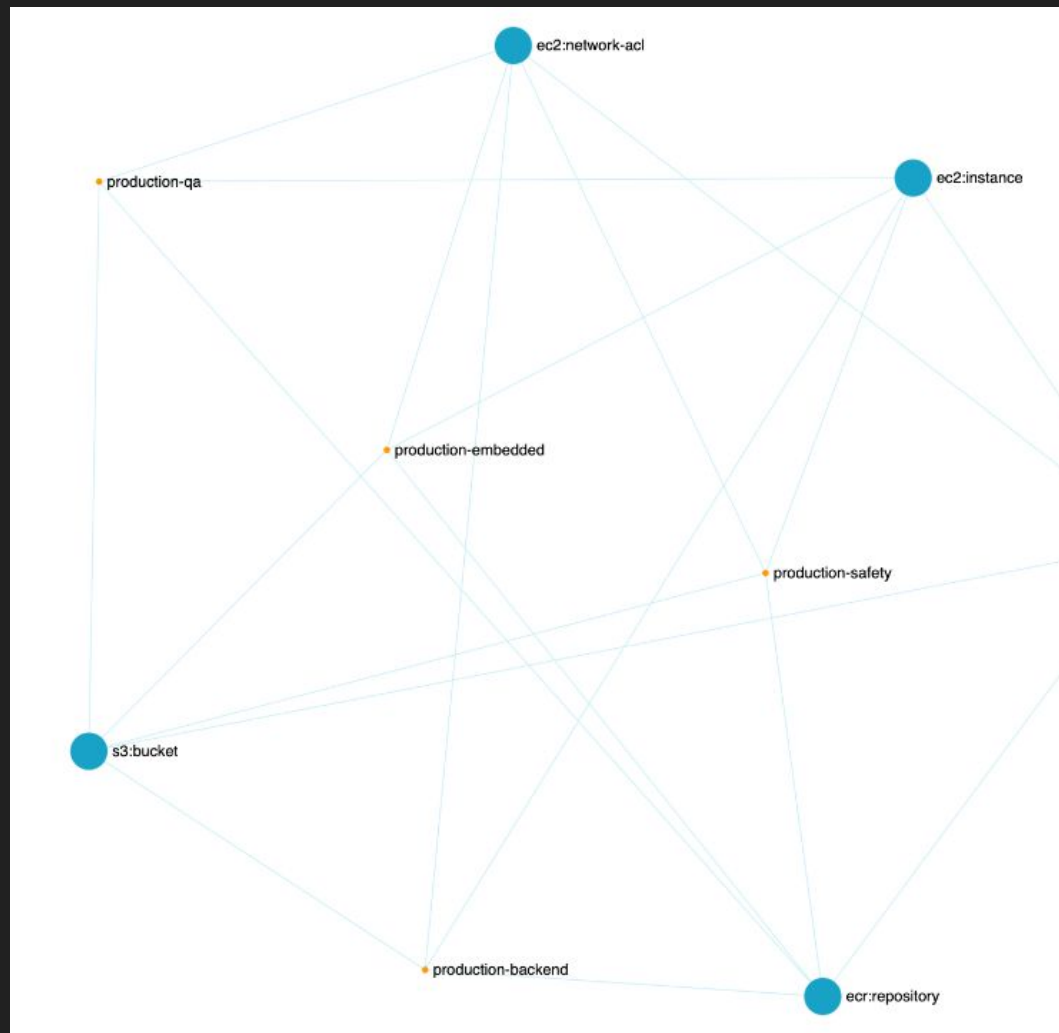 ec2:network-acl
ec2:instance
production-qa
production-embedded
production-safety
s3:bucket
production-backend
ecr:repository